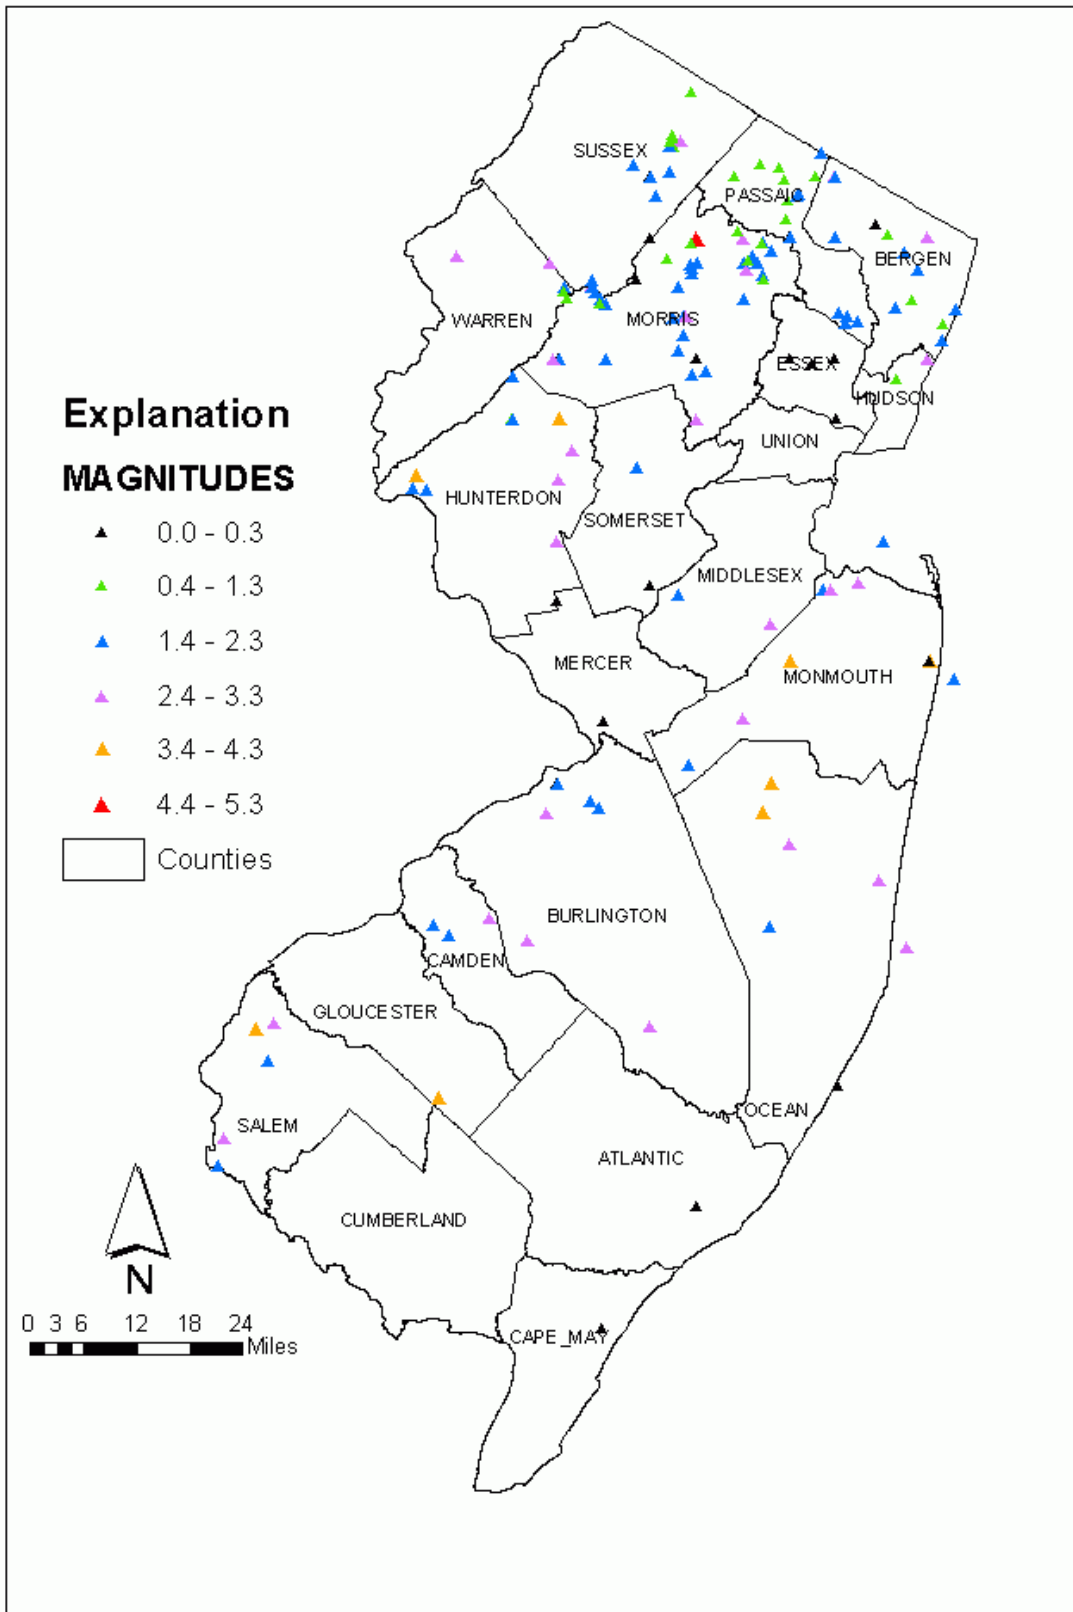 SUSSEX
PASSAIC
BERGEN
WARREN
MORRIS
ESSEX
HUDSON
UNION
HUNTERDON
SOMERSET
MIDDLESEX
MERCER
MONMOUTH
Explanation
MAGNITUDES
0.0 - 0.3
0.4 - 1.3
1.4 - 2.3
2.4 - 3.3
3.4 - 4.3
4.4 - 5.3
Counties
BURLINGTON
CAMDEN
GLOUCESTER
OCEAN
SALEM
ATLANTIC
CUMBERLAND
CAPE_MAY
N
0 3 6 12 18 24
Miles